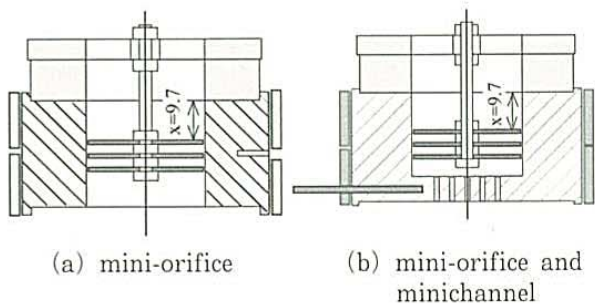 x=9.7
x=9.7
(a) mini-orifice
(b) mini-orifice and
minichannel